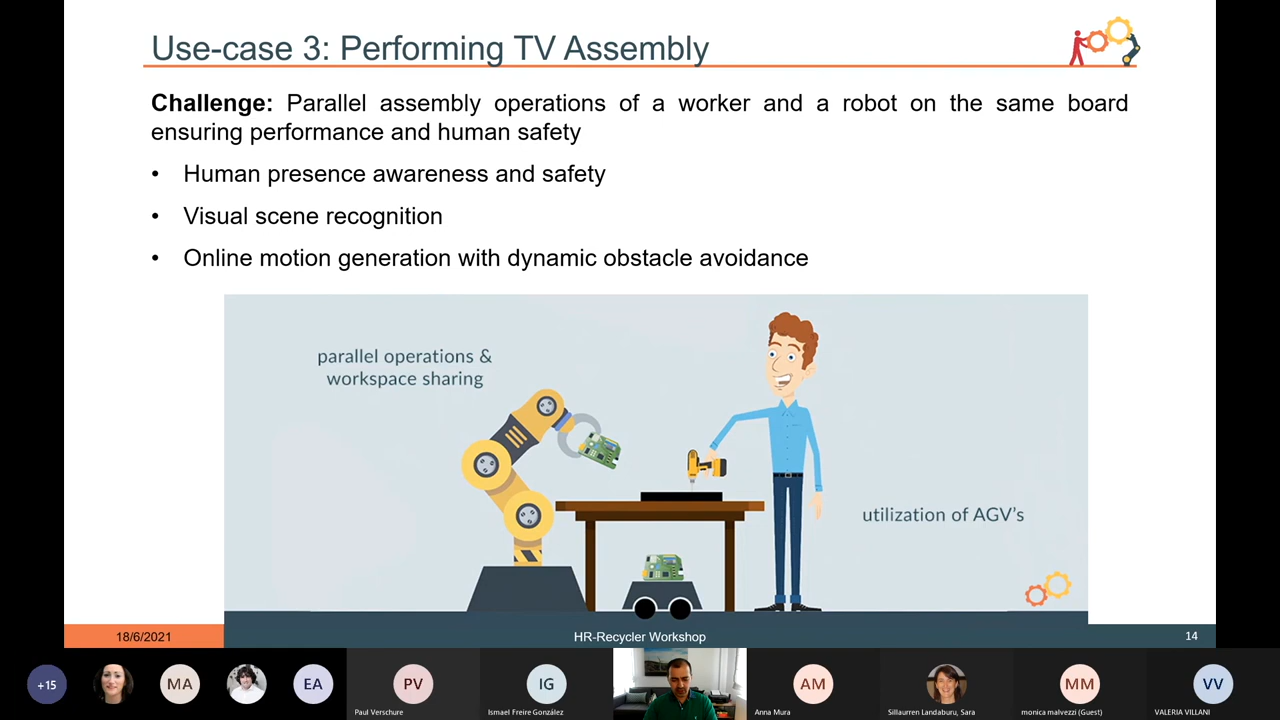 Use-case 3: Performing TV Assembly
Challenge: Parallel assembly operations of a worker and a robot on the same board
ensuring performance and human safety
• Human presence awareness and safety
• Visual scene recognition
• Online motion generation with dynamic obstacle avoidance
parallel operations &
workspace sharing
utilization of AGV's
18/6/2021
HR-Recycler Workshop
14
+15
MA
EA
PV
IG
AM
MM
VV
Paul Verschure
Ismael Freire González
Anna Mura
Sillaurren Landaburu, Sara
monica malvezzi (Guest)
VALERIA VILLANI